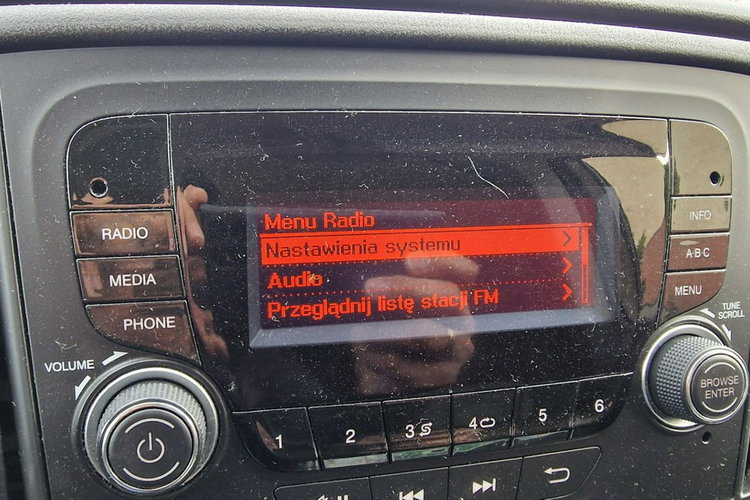 Menu Radio
Nastawienia systemu
Audio
Przeglądnij listę stacji FM
RADIO
MEDIA
PHONE
VOLUME
INFO
A-B-C
MENU
TUNE
SCROLL
BROWSE
ENTER
1
2
3
4
5
6